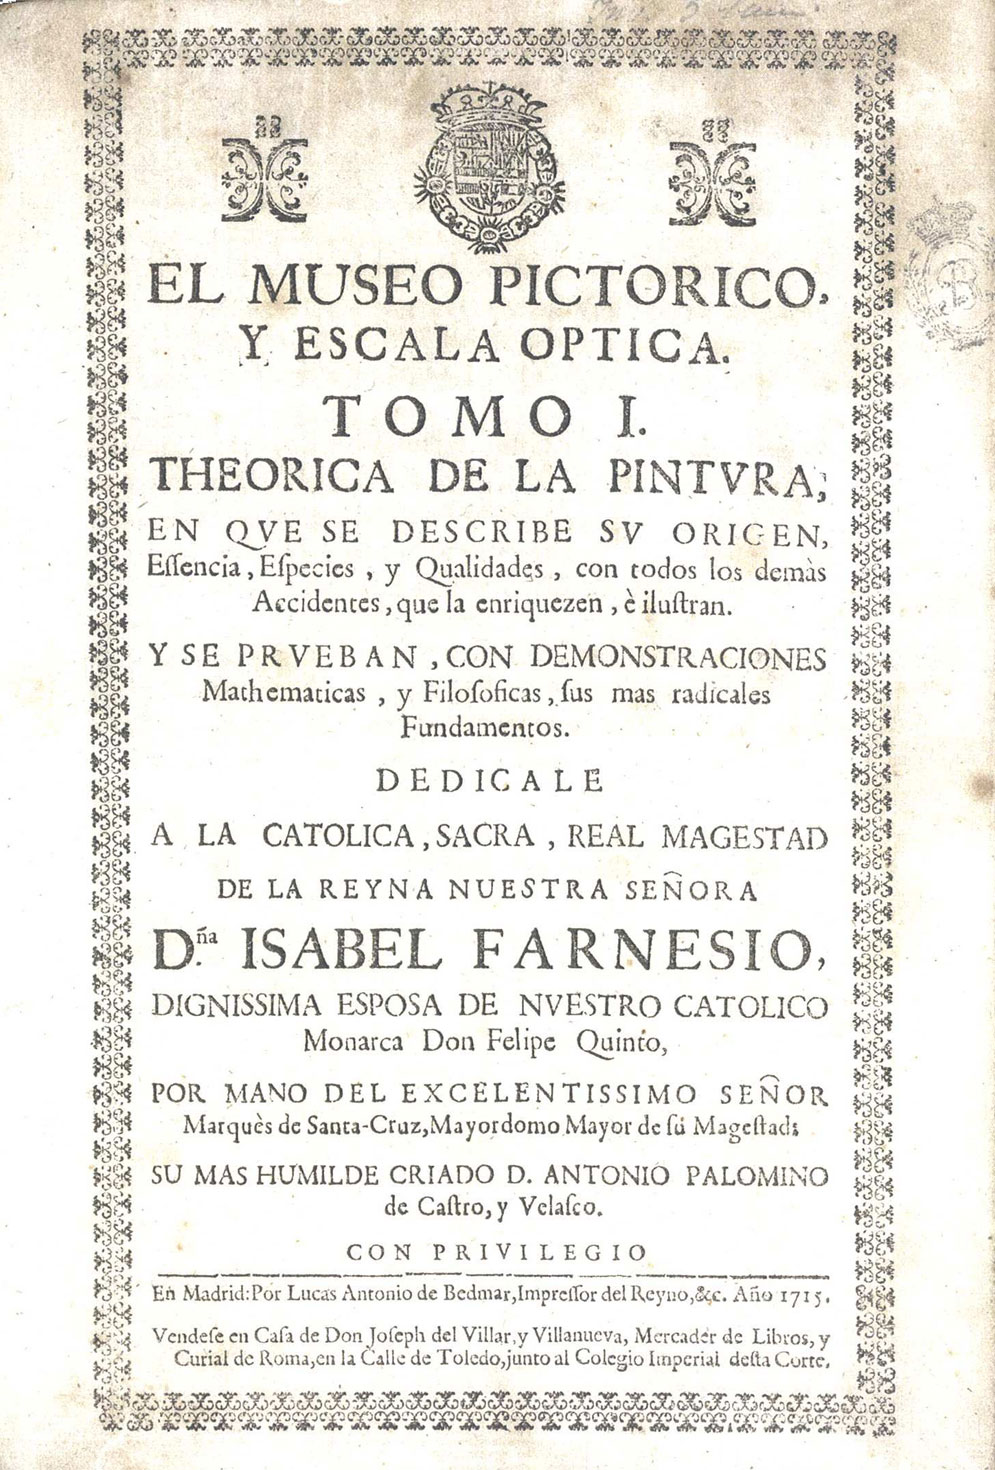 EL MUSEO PICTORICO,
Y ESCALA OPTICA.
TOMO I.
THEORICA DE LA PINTVRA,
EN QVE SE DESCRIBE SV ORIGEN,
Eſſencia, Eſpecies, y Qualidades, con todos los demàs
Accidentes, que la enriquezen, è iluſtran.
Y SE PRVEBAN, CON DEMONSTRACIONES
Mathematicas, y Filoſoficas, ſus mas radicales
Fundamentos.
DEDICALE
A LA CATOLICA, SACRA, REAL MAGESTAD
DE LA REYNA NUESTRA SEÑORA
D.ña ISABEL FARNESIO,
DIGNISSIMA ESPOSA DE NVESTRO CATOLICO
Monarca Don Felipe Quinto,
POR MANO DEL EXCELENTISSIMO SEÑOR
Marquès de Santa-Cruz, Mayordomo Mayor de ſu Mageſtad;
SU MAS HUMILDE CRIADO D. ANTONIO PALOMINO
de Caſtro, y Velaſco.
CON PRIVILEGIO
En Madrid: Por Lucas Antonio de Bedmar, Impreſſor del Reyno, &c. Año 1715.
Vendeſe en Caſa de Don Joſeph del Villar, y Villanueva, Mercader de Libros, y
Curial de Roma, en la Calle de Toledo, junto al Colegio Imperial deſta Corte.